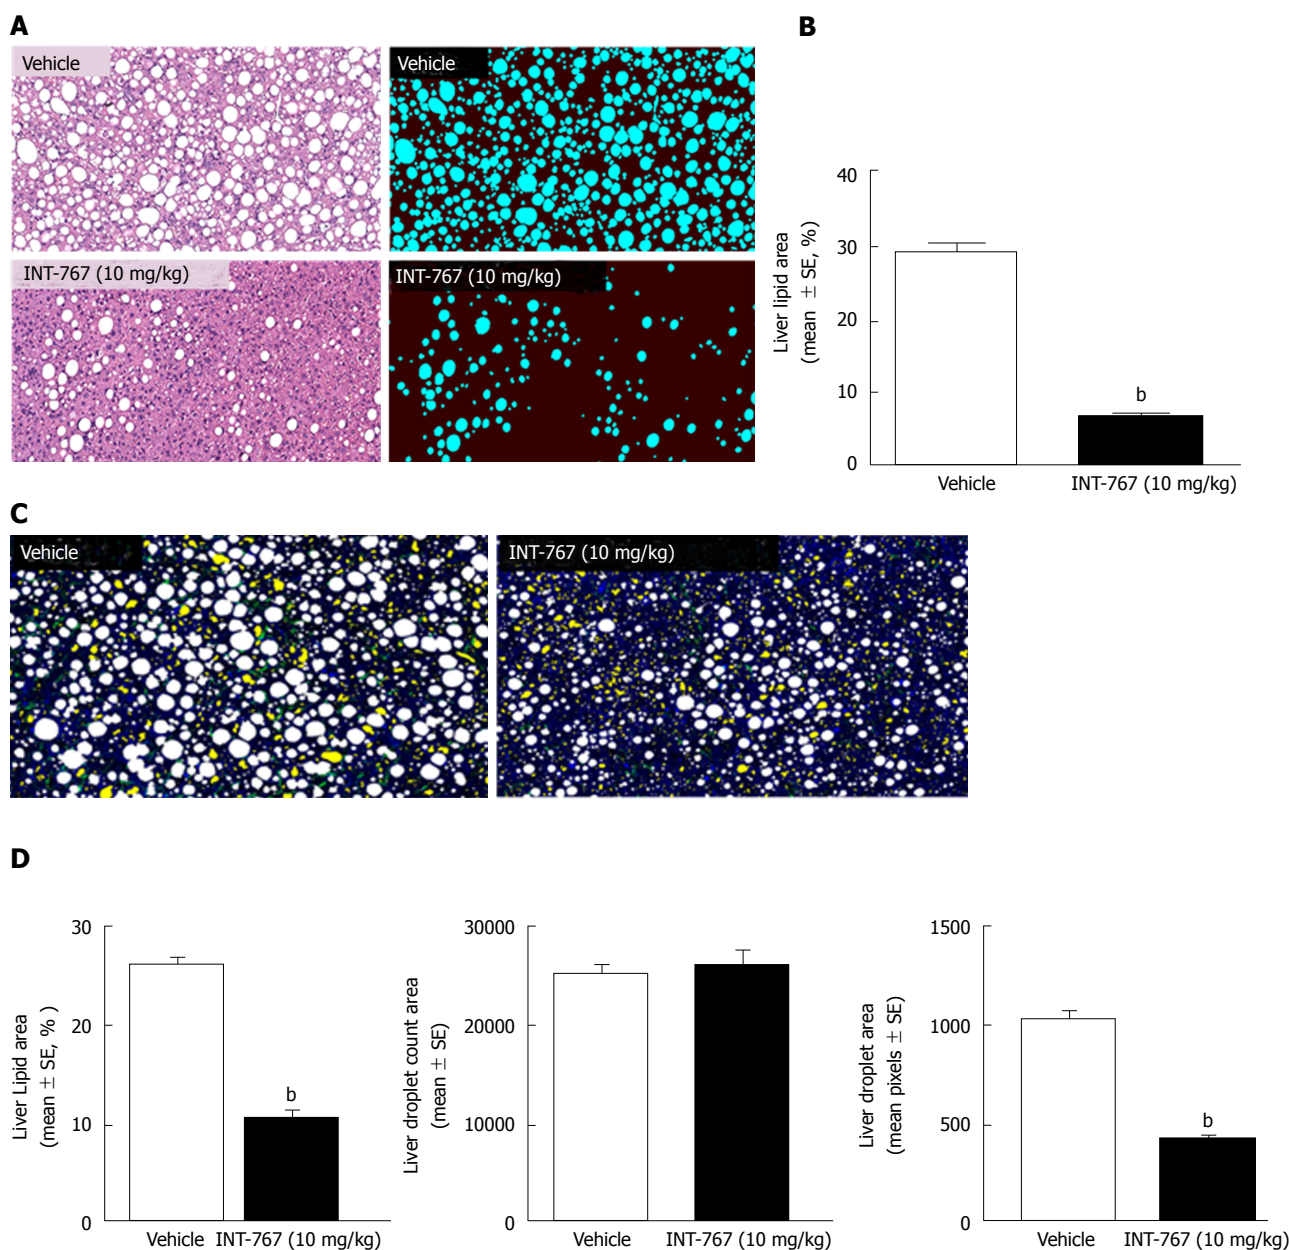 A
Vehicle
Vehicle
INT-767 (10 mg/kg)
INT-767 (10 mg/kg)
B
Liver lipid area
(mean ± SE, %)
40
30
20
10
0
b
Vehicle
INT-767 (10 mg/kg)
C
Vehicle
INT-767 (10 mg/kg)
D
Liver Lipid area
(mean ± SE, % )
30
20
10
0
b
Vehicle
INT-767 (10 mg/kg)
Liver droplet count area
(mean ± SE)
30000
20000
10000
0
Vehicle
INT-767 (10 mg/kg)
Liver droplet area
(mean pixels ± SE)
1500
1000
500
0
b
Vehicle
INT-767 (10 mg/kg)